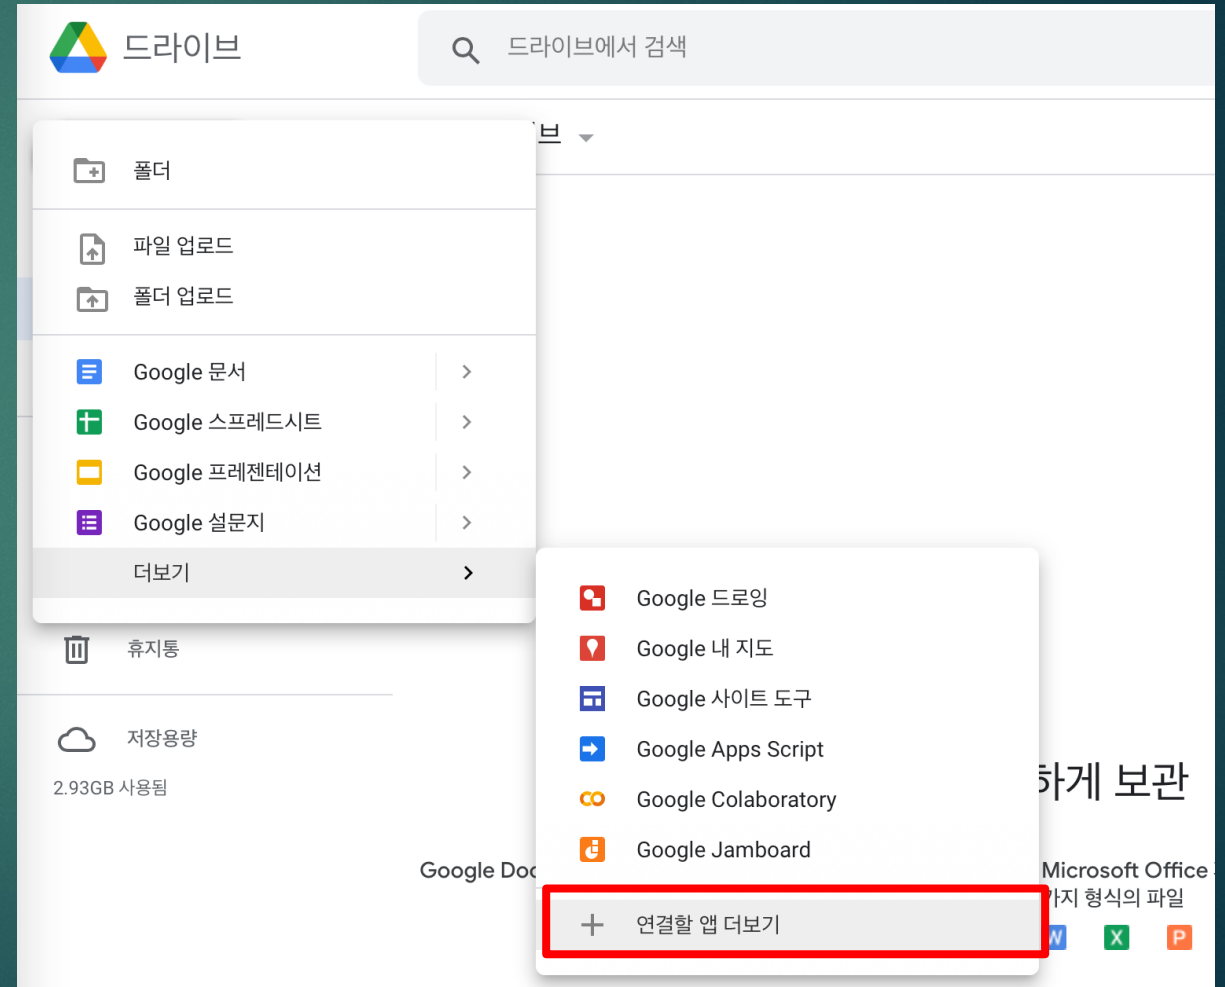 드라이브
드라이브에서 검색
브
폴더
파일 업로드
폴더 업로드
Google 문서
Google 스프레드시트
Google 프레젠테이션
Google 설문지
더보기
휴지통
저장용량
2.93GB 사용됨
Google 드로잉
Google 내 지도
Google 사이트 도구
Google Apps Script
Google Colaboratory
Google Jamboard
연결할 앱 더보기
하게 보관
Google Doc
Microsoft Office
가지 형식의 파일
W X P